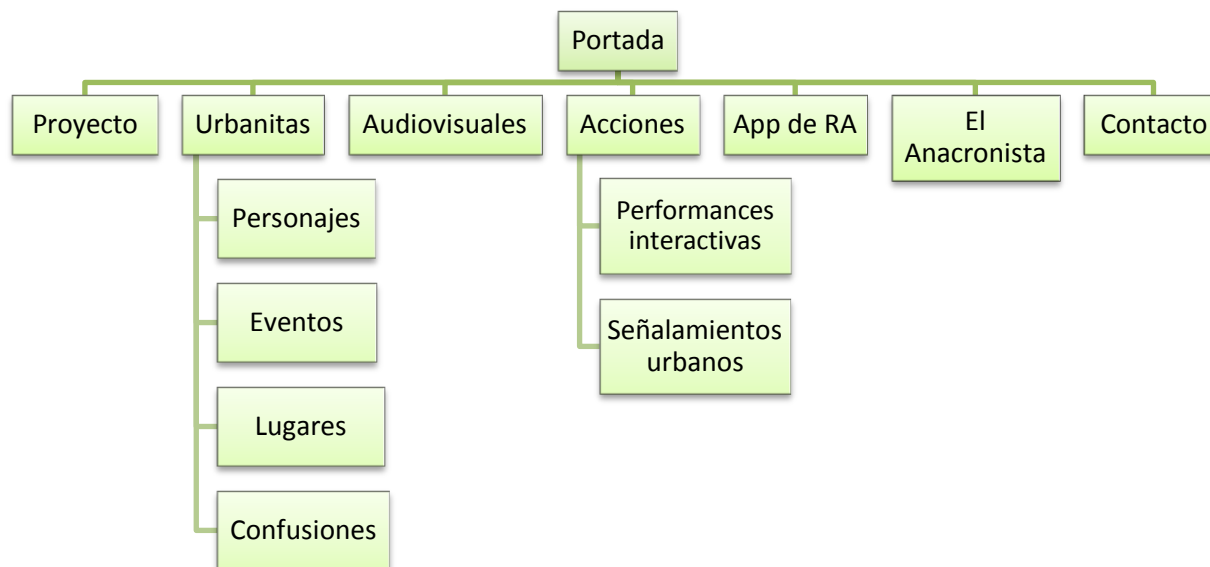 Portada
Proyecto
Urbanitas
Audiovisuales
Acciones
App de RA
El
Anacronista
Contacto
Personajes
Eventos
Lugares
Confusiones
Performances
interactivas
Señalamientos
urbanos